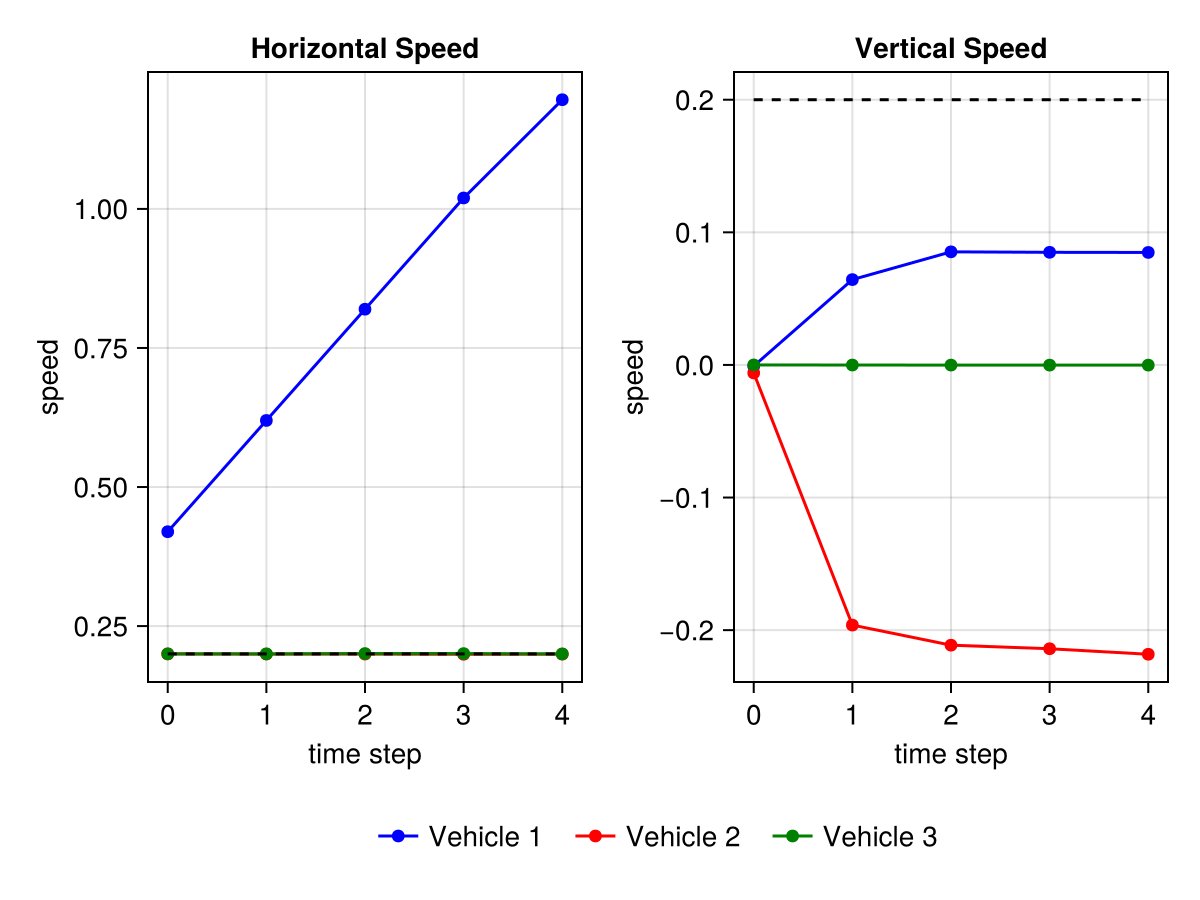 Horizontal Speed
speed
1.00
0.75
0.50
0.25
0 1 2 3 4
time step
Vertical Speed
speed
0.2
0.1
0.0
−0.1
−0.2
0 1 2 3 4
time step
Vehicle 1 Vehicle 2 Vehicle 3